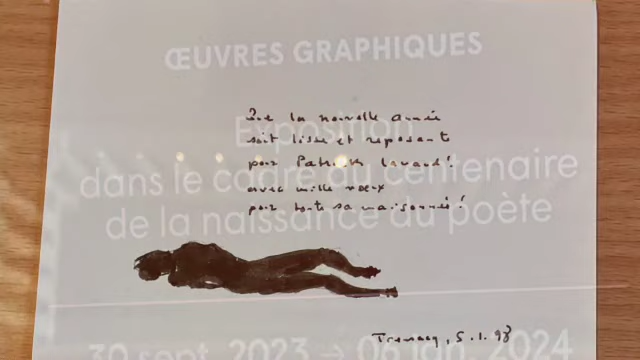 ŒUVRES GRAPHIQUES
Que la nouvelle année
Exposition
soit lisse et reposante
pour Patrick Lavaud !
dans le cadre du centenaire
avec mille vœux
de la naissance du poète
pour toute sa maisonnée !
5.1.98
30 sept. 2023 → 06 jan. 2024